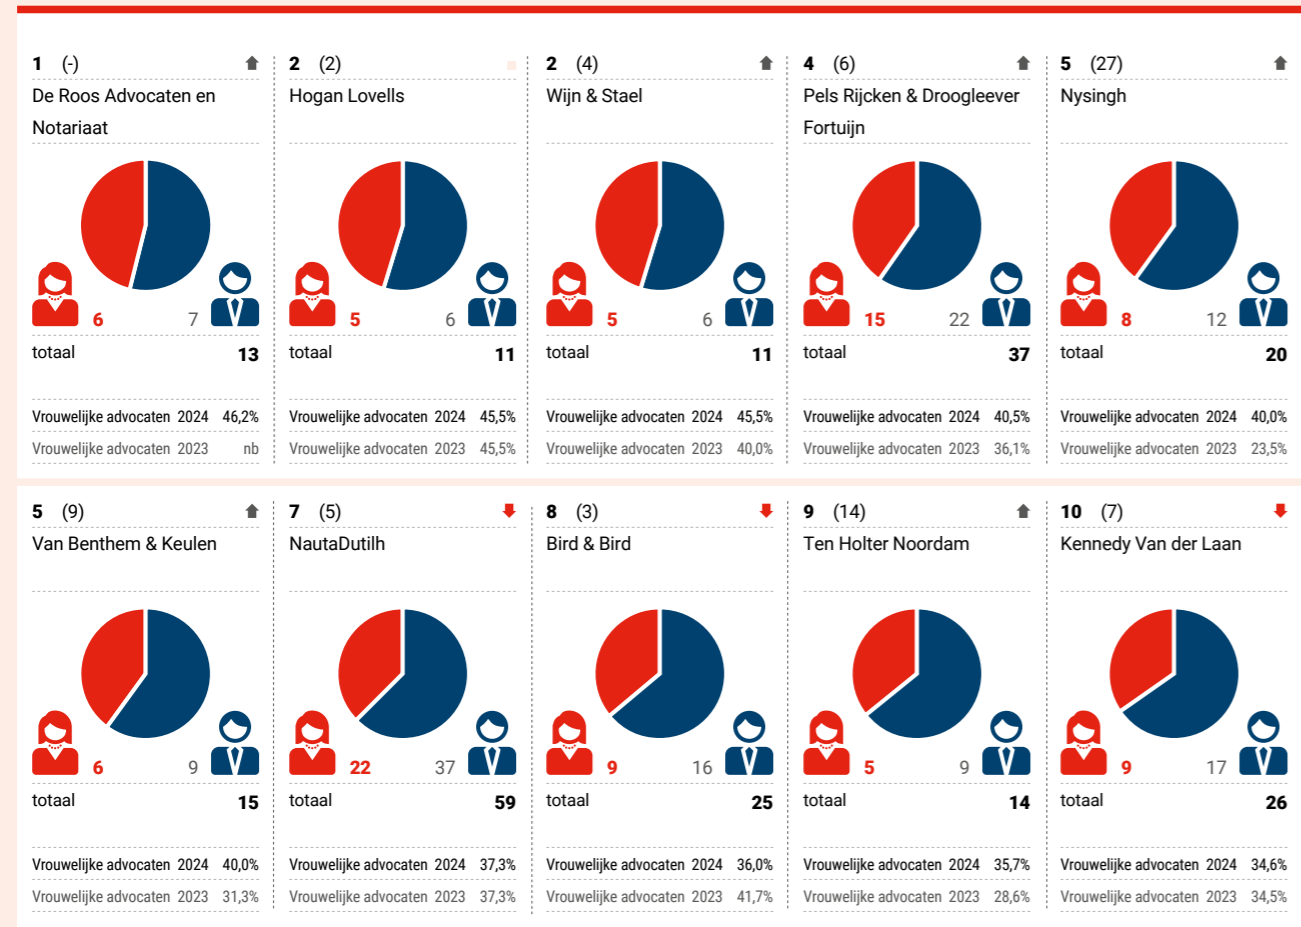 1 (-)
De Roos Advocaten en
Notariaat
6 7
totaal 13
Vrouwelijke advocaten 2024 46,2%
Vrouwelijke advocaten 2023 nb
2 (2)
Hogan Lovells
5 6
totaal 11
Vrouwelijke advocaten 2024 45,5%
Vrouwelijke advocaten 2023 45,5%
2 (4)
Wijn & Stael
5 6
totaal 11
Vrouwelijke advocaten 2024 45,5%
Vrouwelijke advocaten 2023 40,0%
4 (6)
Pels Rijcken & Droogleever
Fortuijn
15 22
totaal 37
Vrouwelijke advocaten 2024 40,5%
Vrouwelijke advocaten 2023 36,1%
5 (27)
Nysingh
8 12
totaal 20
Vrouwelijke advocaten 2024 40,0%
Vrouwelijke advocaten 2023 23,5%
5 (9)
Van Benthem & Keulen
6 9
totaal 15
Vrouwelijke advocaten 2024 40,0%
Vrouwelijke advocaten 2023 31,3%
7 (5)
NautaDutilh
22 37
totaal 59
Vrouwelijke advocaten 2024 37,3%
Vrouwelijke advocaten 2023 37,3%
8 (3)
Bird & Bird
9 16
totaal 25
Vrouwelijke advocaten 2024 36,0%
Vrouwelijke advocaten 2023 41,7%
9 (14)
Ten Holter Noordam
5 9
totaal 14
Vrouwelijke advocaten 2024 35,7%
Vrouwelijke advocaten 2023 28,6%
10 (7)
Kennedy Van der Laan
9 17
totaal 26
Vrouwelijke advocaten 2024 34,6%
Vrouwelijke advocaten 2023 34,5%